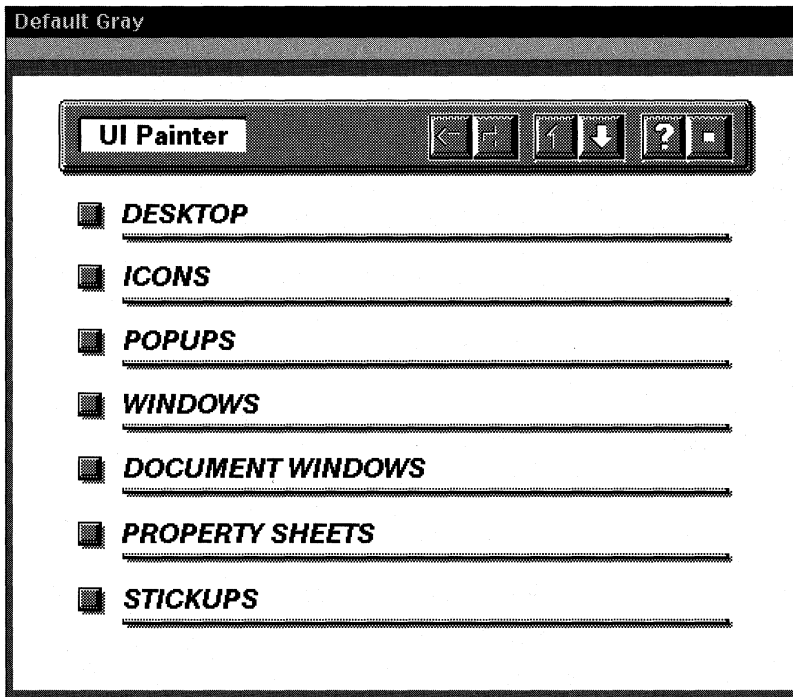 Default Gray
UI Painter ?
DESKTOP
ICONS
POPUPS
WINDOWS
DOCUMENT WINDOWS
PROPERTY SHEETS
STICKUPS